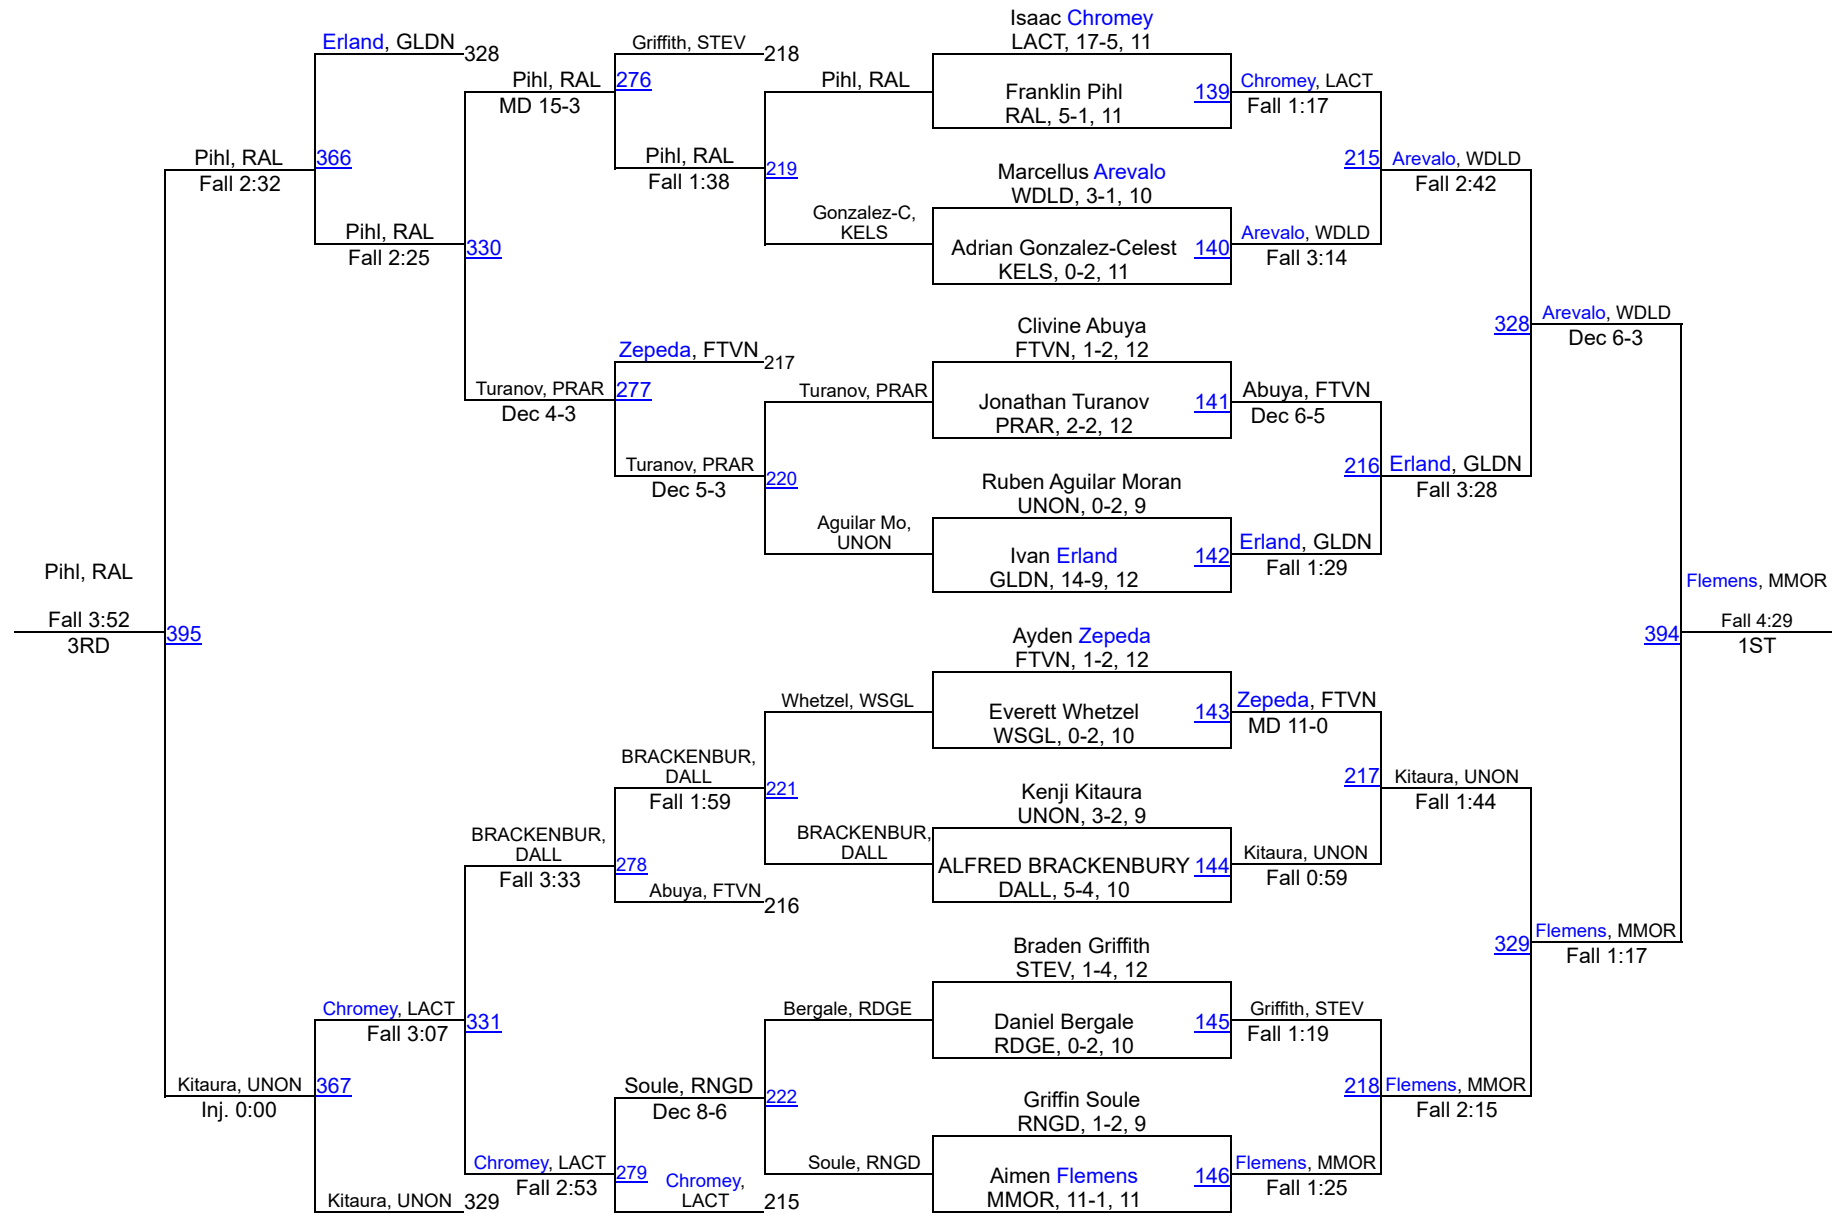 Isaac Chromey
LACT, 17-5, 11
Erland, GLDN 328
Griffith, STEV 218
Pihl, RAL 276
MD 15-3
Pihl, RAL
Franklin Pihl 139
RAL, 5-1, 11
Chromey, LACT
Fall 1:17
Pihl, RAL 366
Fall 2:32
Pihl, RAL 219
Fall 1:38
Marcellus Arevalo
WDLD, 3-1, 10
215 Arevalo, WDLD
Fall 2:42
Gonzalez-C,
KELS
Pihl, RAL 330
Fall 2:25
Adrian Gonzalez-Celest 140
KELS, 0-2, 11
Arevalo, WDLD
Fall 3:14
Clivine Abuya
FTVN, 1-2, 12
328 Arevalo, WDLD
Dec 6-3
Zepeda, FTVN 217
Turanov, PRAR 277
Dec 4-3
Turanov, PRAR
Jonathan Turanov 141
PRAR, 2-2, 12
Abuya, FTVN
Dec 6-5
Turanov, PRAR 220
Dec 5-3
Ruben Aguilar Moran
UNON, 0-2, 9
216 Erland, GLDN
Fall 3:28
Aguilar Mo,
UNON
Ivan Erland 142
GLDN, 14-9, 12
Erland, GLDN
Fall 1:29
Pihl, RAL
Fall 3:52 395
3RD
Flemens, MMOR
394 Fall 4:29
1ST
Ayden Zepeda
FTVN, 1-2, 12
Whetzel, WSGL
Everett Whetzel 143
WSGL, 0-2, 10
Zepeda, FTVN
MD 11-0
BRACKENBUR,
DALL 221
Fall 1:59
Kenji Kitaura
UNON, 3-2, 9
217 Kitaura, UNON
Fall 1:44
BRACKENBUR,
DALL 278
Fall 3:33
BRACKENBUR,
DALL
ALFRED BRACKENBURY 144
DALL, 5-4, 10
Kitaura, UNON
Fall 0:59
Abuya, FTVN 216
Braden Griffith
STEV, 1-4, 12
329 Flemens, MMOR
Fall 1:17
Chromey, LACT 331
Fall 3:07
Bergale, RDGE
Daniel Bergale 145
RDGE, 0-2, 10
Griffith, STEV
Fall 1:19
Kitaura, UNON 367
Inj. 0:00
Soule, RNGD 222
Dec 8-6
Griffin Soule
RNGD, 1-2, 9
218 Flemens, MMOR
Fall 2:15
Chromey, LACT 279
Fall 2:53
Soule, RNGD
Aimen Flemens 146
MMOR, 11-1, 11
Flemens, MMOR
Fall 1:25
Kitaura, UNON 329
Chromey,
LACT 215